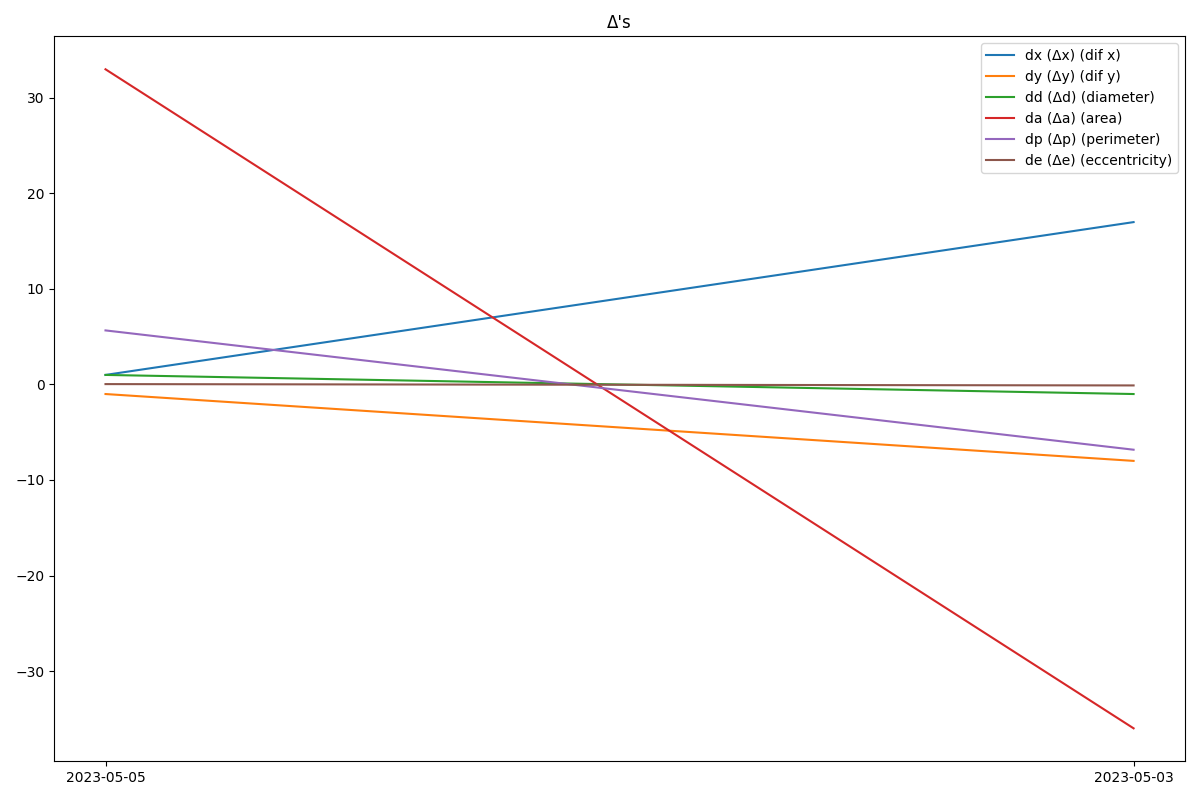 Δ's
dx (Δx) (dif x)
dy (Δy) (dif y)
dd (Δd) (diameter)
da (Δa) (area)
dp (Δp) (perimeter)
de (Δe) (eccentricity)
30
20
10
0
−10
−20
−30
2023-05-05
2023-05-03